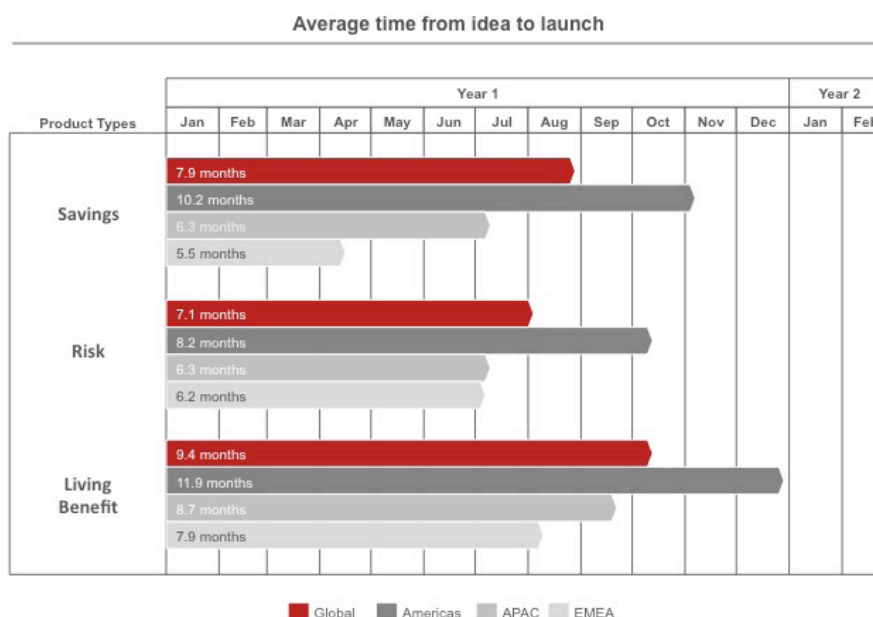 Average time from idea to launch
Year 1 Year 2
Product Types Jan Feb Mar Apr May Jun Jul Aug Sep Oct Nov Dec Jan Feb
Savings
7.9 months
10.2 months
6.3 months
5.5 months
Risk
7.1 months
8.2 months
6.3 months
6.2 months
Living
Benefit
9.4 months
11.9 months
8.7 months
7.9 months
Global Americas APAC EMEA